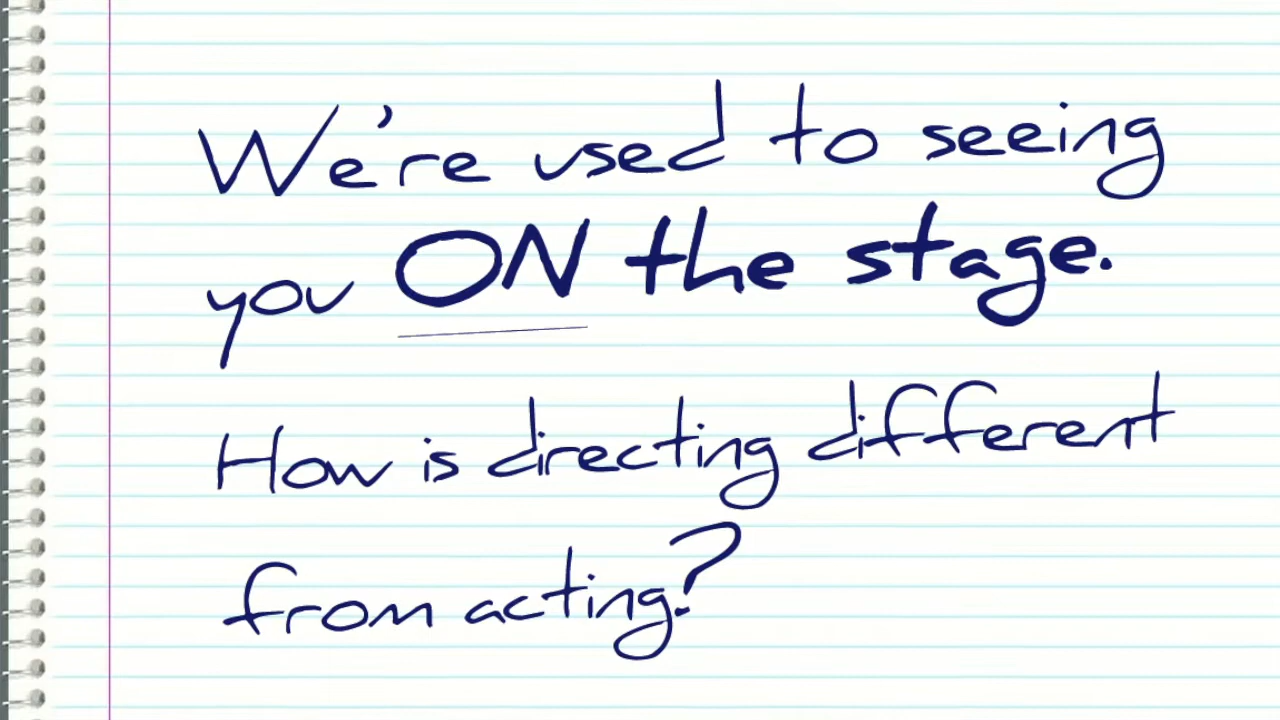 We're used to seeing
you ON the stage.
How is directing different
from acting?